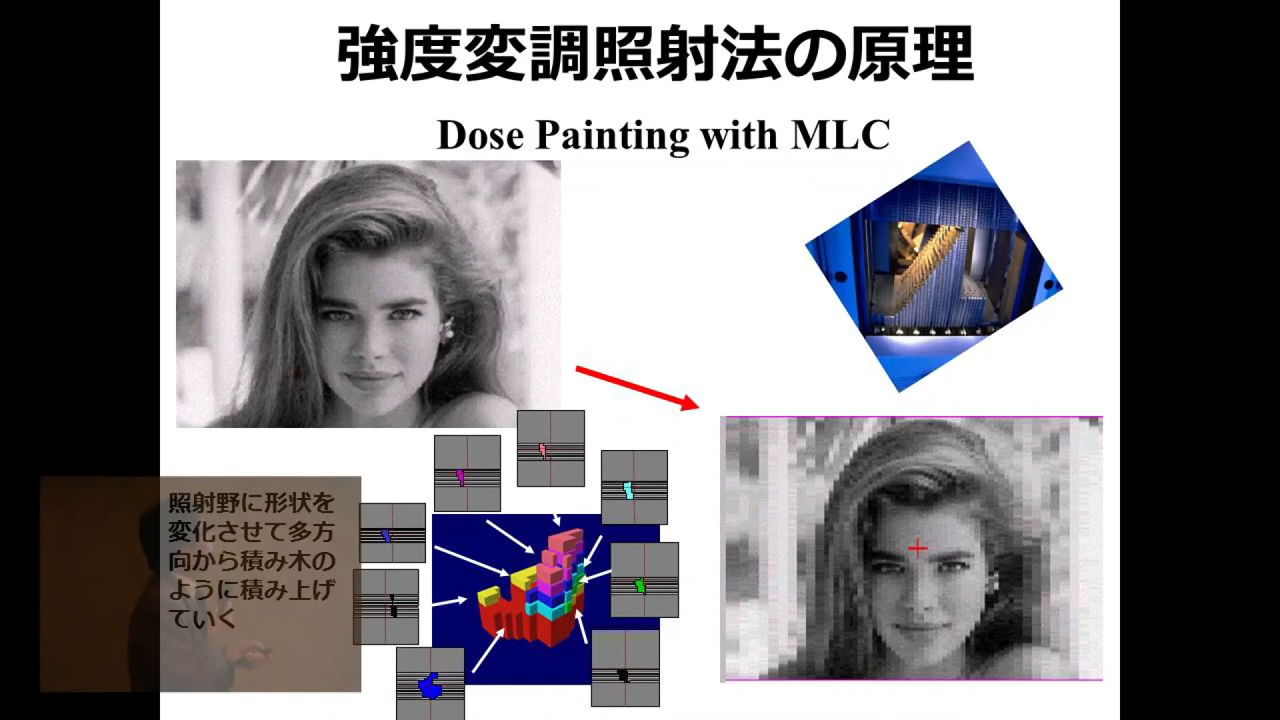 強度変調照射法の原理
Dose Painting with MLC
照射野に形状を
変化させて多方
向から積み木の
ように積み上げ
ていく